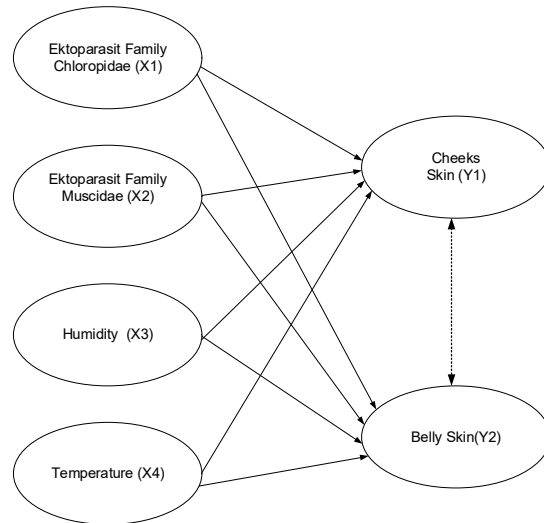 Ektoparasit Family
Chloropidae (X1)
Ektoparasit Family
Muscidae (X2)
Humidity (X3)
Temperature (X4)
Cheeks
Skin (Y1)
Belly Skin(Y2)